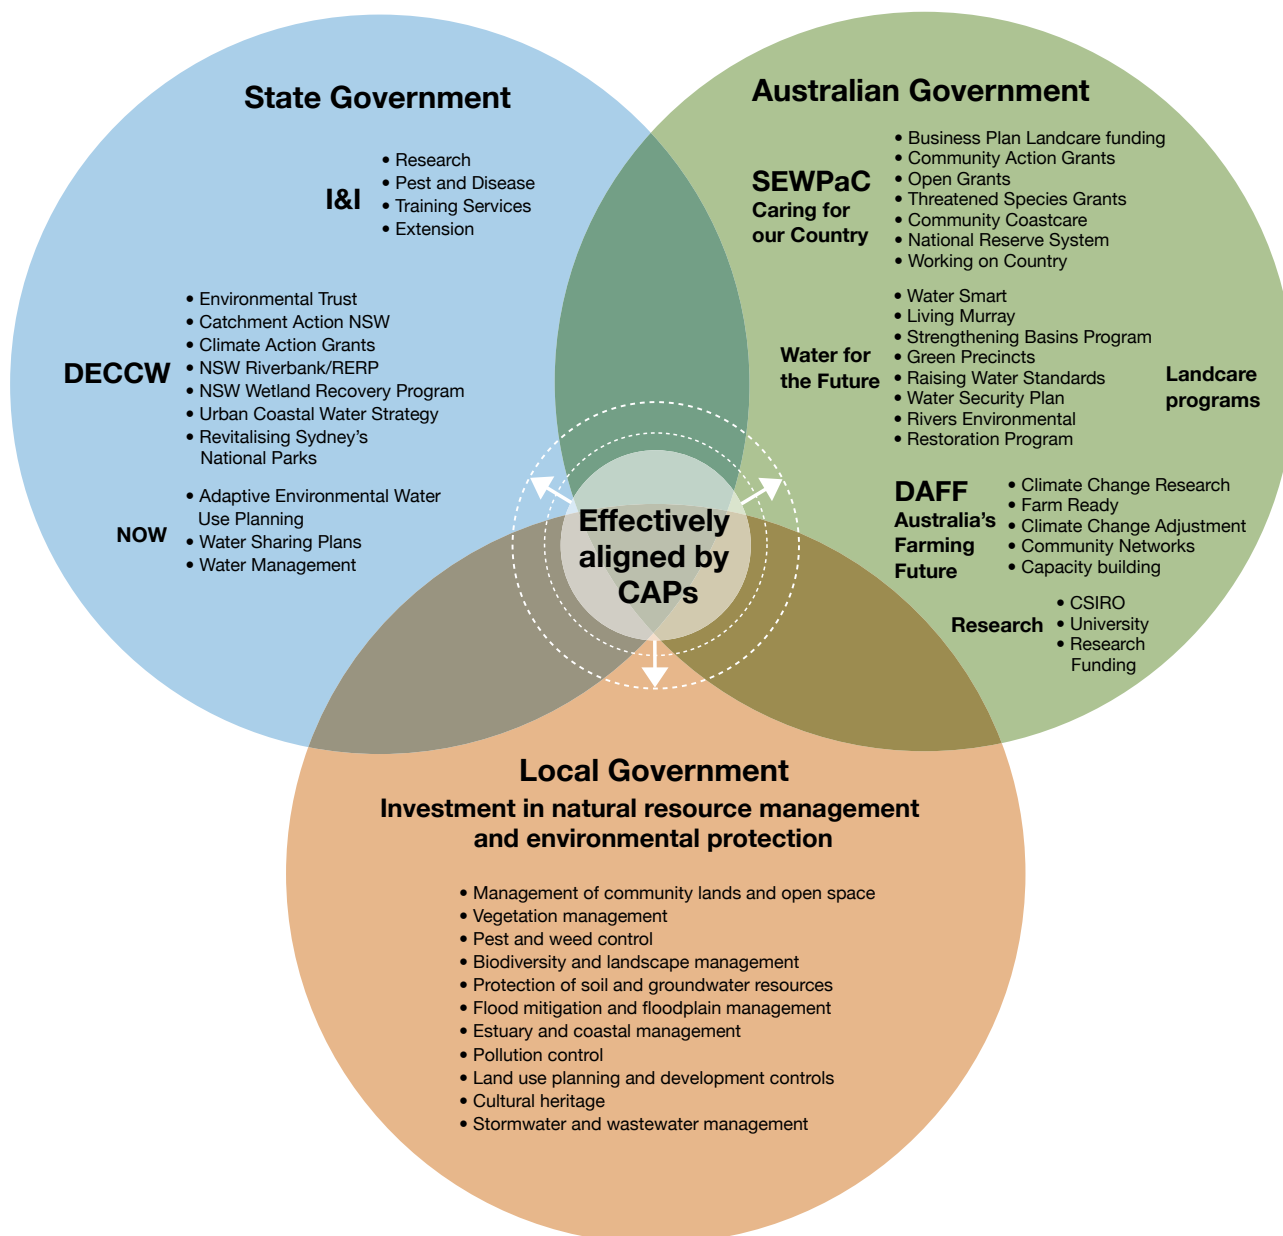 State Government
I&I
• Research
• Pest and Disease
• Training Services
• Extension
DECCW
• Environmental Trust
• Catchment Action NSW
• Climate Action Grants
• NSW Riverbank/RERP
• NSW Wetland Recovery Program
• Urban Coastal Water Strategy
• Revitalising Sydney's
National Parks
NOW
• Adaptive Environmental Water
Use Planning
• Water Sharing Plans
• Water Management
Australian Government
SEWPaC
Caring for
our Country
• Business Plan Landcare funding
• Community Action Grants
• Open Grants
• Threatened Species Grants
• Community Coastcare
• National Reserve System
• Working on Country
Water for
the Future
• Water Smart
• Living Murray
• Strengthening Basins Program
• Green Precincts
• Raising Water Standards
• Water Security Plan
• Rivers Environmental
• Restoration Program
Landcare
programs
DAFF
Australia's
Farming
Future
• Climate Change Research
• Farm Ready
• Climate Change Adjustment
• Community Networks
• Capacity building
Research
• CSIRO
• University
• Research
Funding
Effectively
aligned by
CAPs
Local Government
Investment in natural resource management
and environmental protection
• Management of community lands and open space
• Vegetation management
• Pest and weed control
• Biodiversity and landscape management
• Protection of soil and groundwater resources
• Flood mitigation and floodplain management
• Estuary and coastal management
• Pollution control
• Land use planning and development controls
• Cultural heritage
• Stormwater and wastewater management